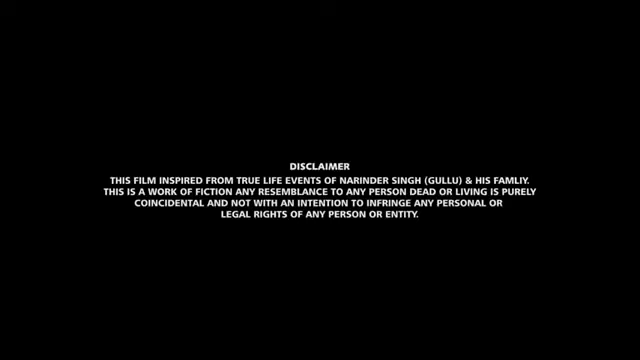 DISCLAIMER
THIS FILM INSPIRED FROM TRUE LIFE EVENTS OF NARINDER SINGH (GULLU) & HIS FAMLIY.
THIS IS A WORK OF FICTION ANY RESEMBLANCE TO ANY PERSON DEAD OR LIVING IS PURELY
COINCIDENTAL AND NOT WITH AN INTENTION TO INFRINGE ANY PERSONAL OR
LEGAL RIGHTS OF ANY PERSON OR ENTITY.